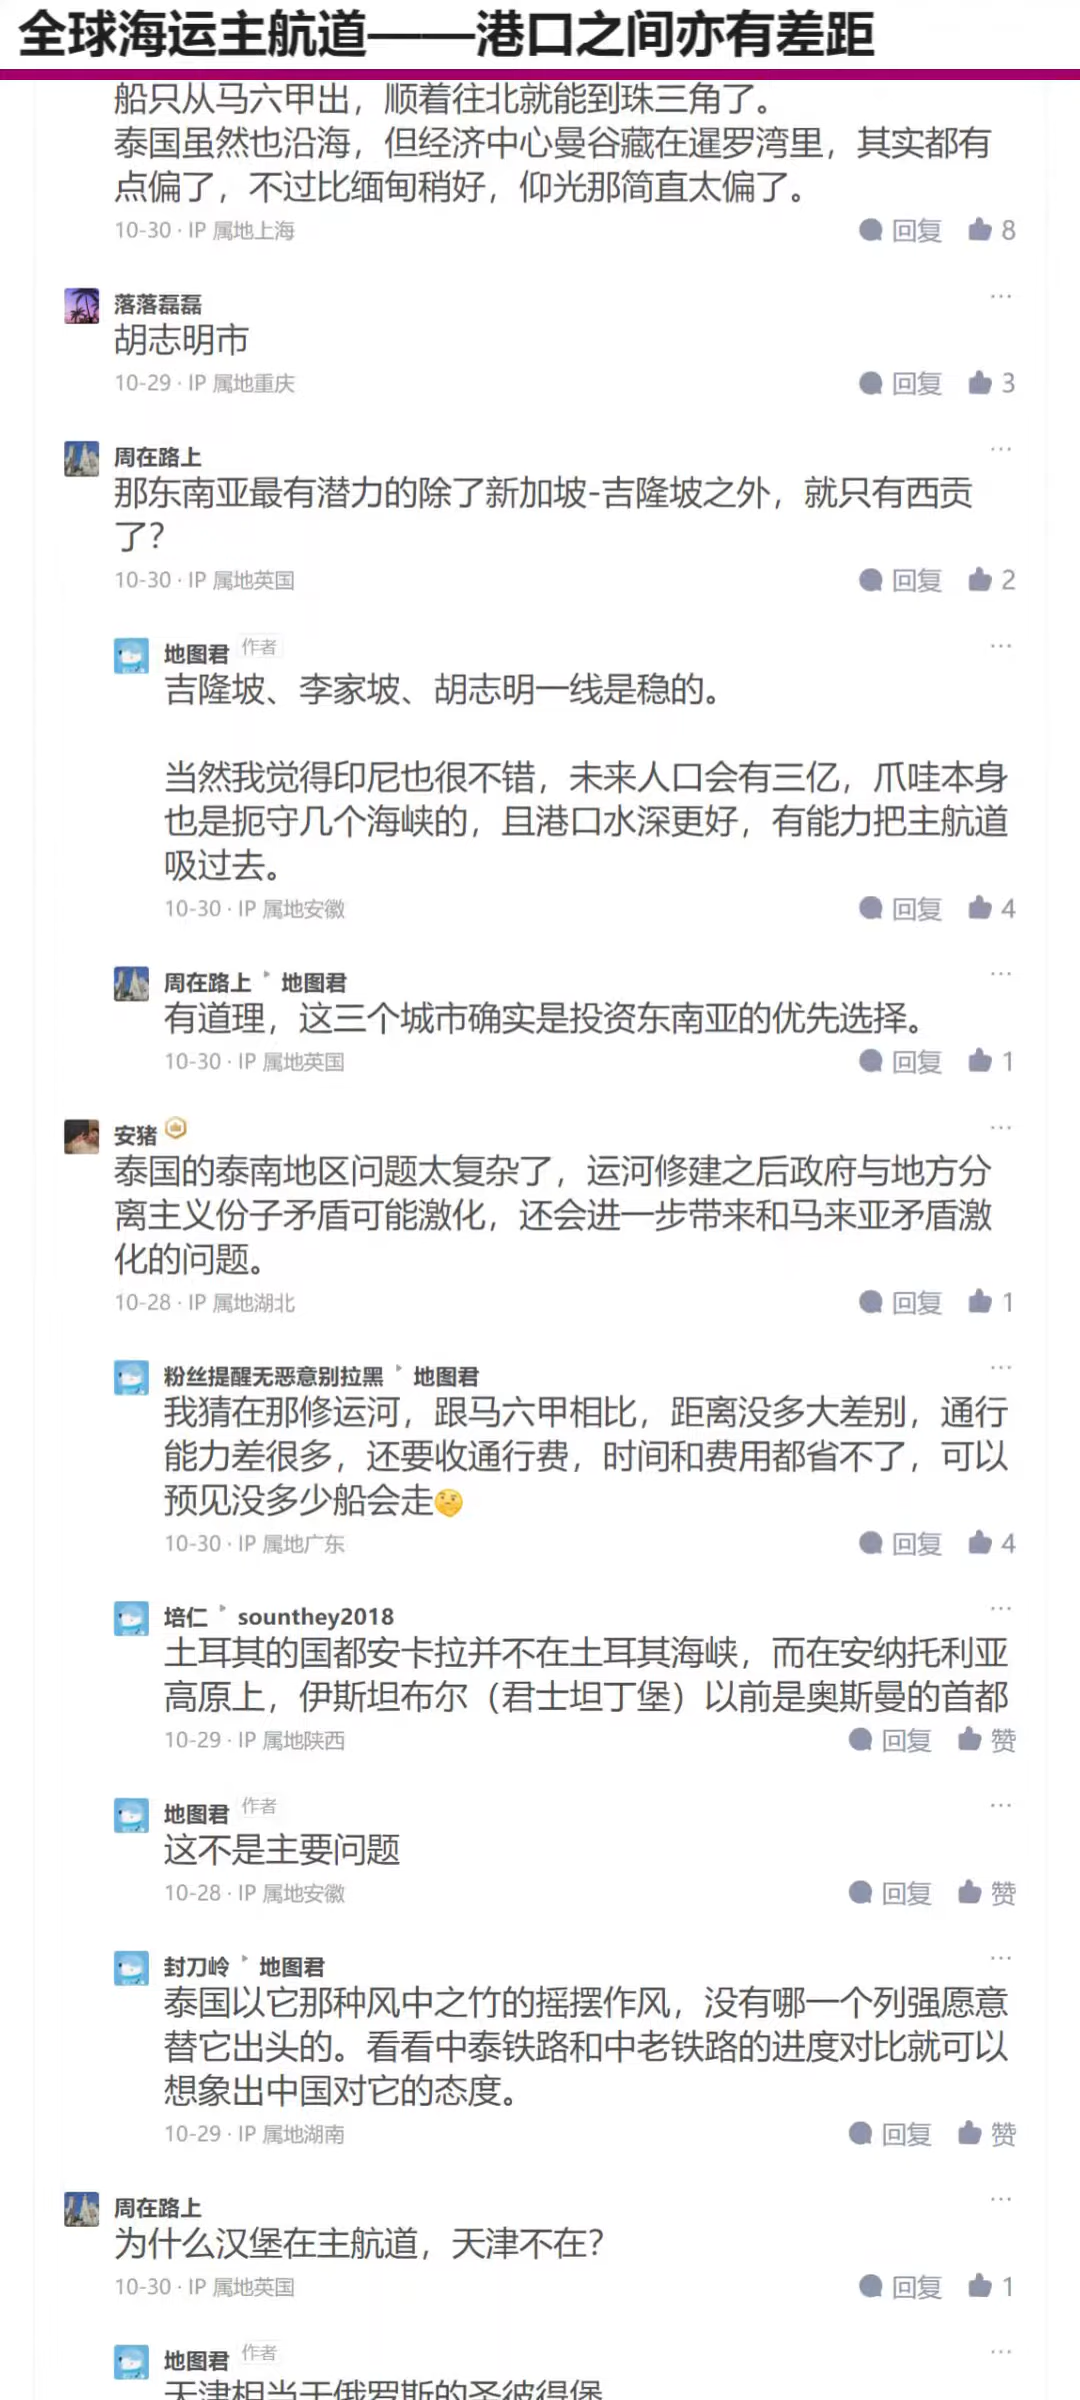 全球海运主航道——港口之间亦有差距
船只从马六甲出，顺着往北就能到珠三角了。
泰国虽然也沿海，但经济中心曼谷藏在暹罗湾里，其实都有
点偏了，不过比缅甸稍好，仰光那简直太偏了。
10-30 · IP 属地上海 回复 8
落落磊磊
胡志明市
10-29 · IP 属地重庆 回复 3
周在路上
那东南亚最有潜力的除了新加坡-吉隆坡之外，就只有西贡
了？
10-30 · IP 属地英国 回复 2
地图君 作者
吉隆坡、李家坡、胡志明一线是稳的。
当然我觉得印尼也很不错，未来人口会有三亿，爪哇本身
也是扼守几个海峡的，且港口水深更好，有能力把主航道
吸过去。
10-30 · IP 属地安徽 回复 4
周在路上 地图君
有道理，这三个城市确实是投资东南亚的优先选择。
10-30 · IP 属地英国 回复 1
安猪
泰国的泰南地区问题太复杂了，运河修建之后政府与地方分
离主义份子矛盾可能激化，还会进一步带来和马来亚矛盾激
化的问题。
10-28 · IP 属地湖北 回复 1
粉丝提醒无恶意别拉黑 地图君
我猜在那修运河，跟马六甲相比，距离没多大差别，通行
能力差很多，还要收通行费，时间和费用都省不了，可以
预见没多少船会走🤔
10-30 · IP 属地广东 回复 4
培仁 sounthey2018
土耳其的国都安卡拉并不在土耳其海峡，而在安纳托利亚
高原上，伊斯坦布尔（君士坦丁堡）以前是奥斯曼的首都
10-29 · IP 属地陕西 回复 赞
地图君 作者
这不是主要问题
10-28 · IP 属地安徽 回复 赞
封刀岭 地图君
泰国以它那种风中之竹的摇摆作风，没有哪一个列强愿意
替它出头的。看看中泰铁路和中老铁路的进度对比就可以
想象出中国对它的态度。
10-29 · IP 属地湖南 回复 赞
周在路上
为什么汉堡在主航道，天津不在？
10-30 · IP 属地英国 回复 1
地图君 作者
天津相当于俄罗斯的圣彼得堡